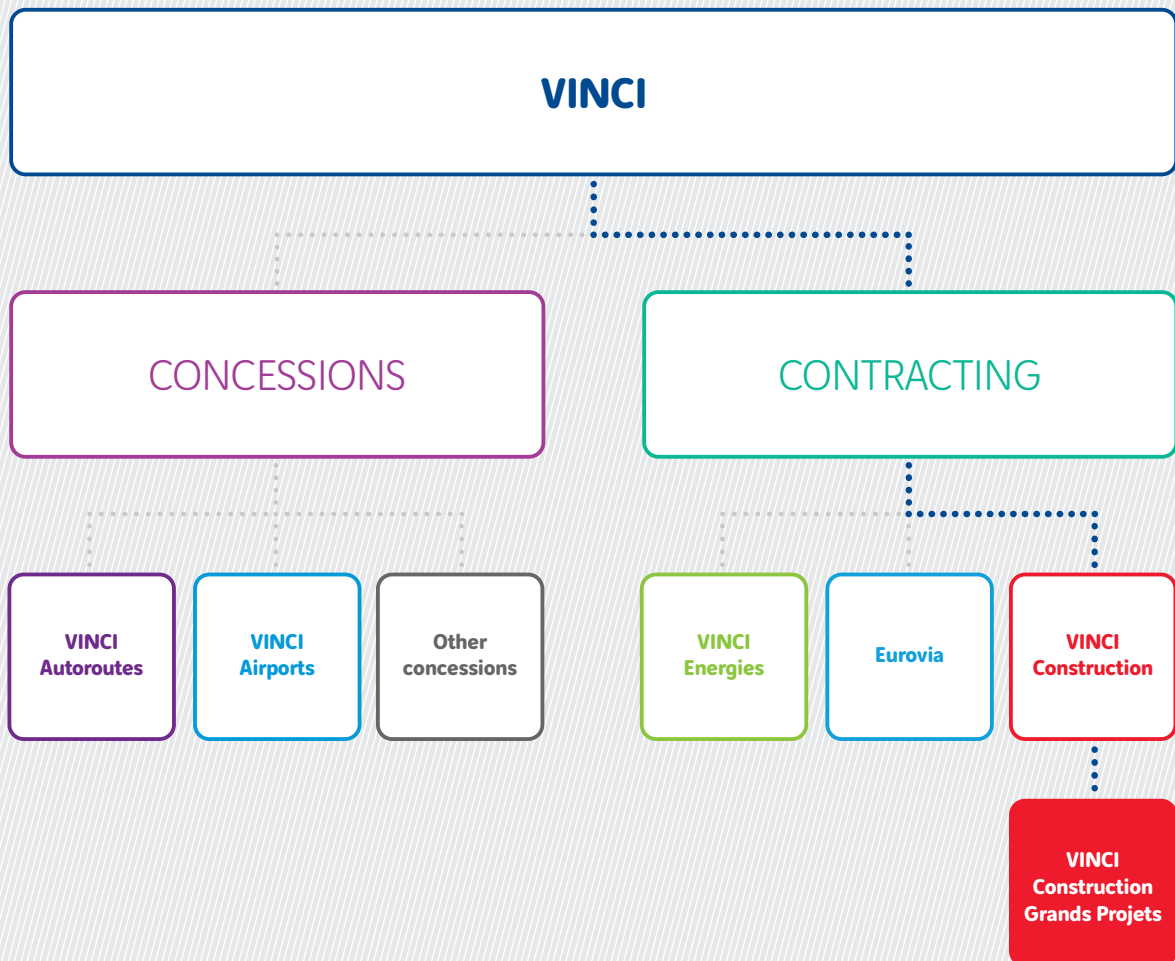 VINCI
CONCESSIONS
CONTRACTING
VINCI
Autoroutes
VINCI
Airports
Other
concessions
VINCI
Energies
Eurovia
VINCI
Construction
VINCI
Construction
Grands Projets